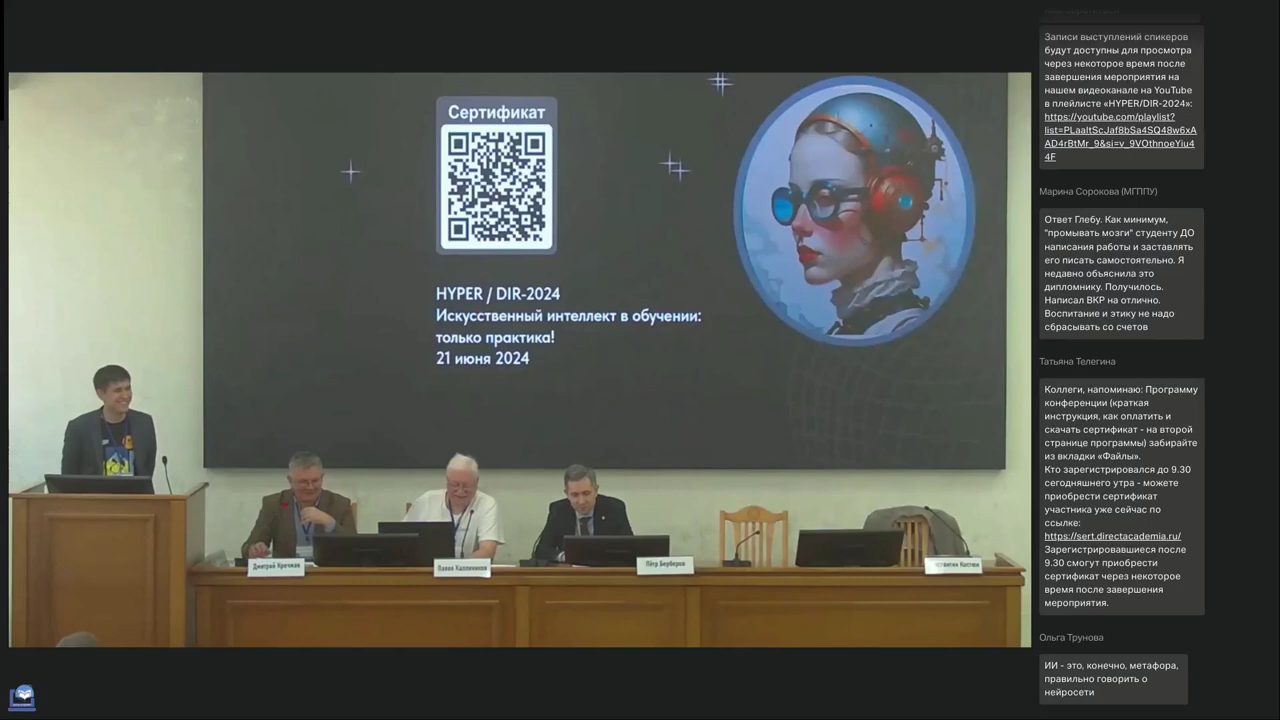 Сертификат
HYPER / DIR-2024
Искусственный интеллект в обучении:
только практика!
21 июня 2024
Дмитрий Кречман
Павел Калленников
Пётр Берберов
Костюк
Записи выступлений спикеров
будут доступны для просмотра
через некоторое время после
завершения мероприятия на
нашем видеоканале на YouTube
в плейлисте «HYPER/DIR-2024»:
https://youtube.com/playlist?
list=PLaaltScJaf8bSa4SQ48w6xA
AD4rBtMr_9&si=v_9VOthnoeYiu4
4F
Марина Сорокова (МГППУ)
Ответ Глебу. Как минимум,
"промывать мозги" студенту ДО
написания работы и заставлять
его писать самостоятельно. Я
недавно объяснила это
дипломнику. Получилось.
Написал ВКР на отлично.
Воспитание и этику не надо
сбрасывать со счетов
Татьяна Телегина
Коллеги, напоминаю: Программу
конференции (краткая
инструкция, как оплатить и
скачать сертификат - на второй
странице программы) забирайте
из вкладки «Файлы».
Кто зарегистрировался до 9.30
сегодняшнего утра - можете
приобрести сертификат
участника уже сейчас по
ссылке:
https://sert.directacademia.ru/
Зарегистрировавшиеся после
9.30 смогут приобрести
сертификат через некоторое
время после завершения
мероприятия.
Ольга Трунова
ИИ - это, конечно, метафора,
правильно говорить о
нейросети